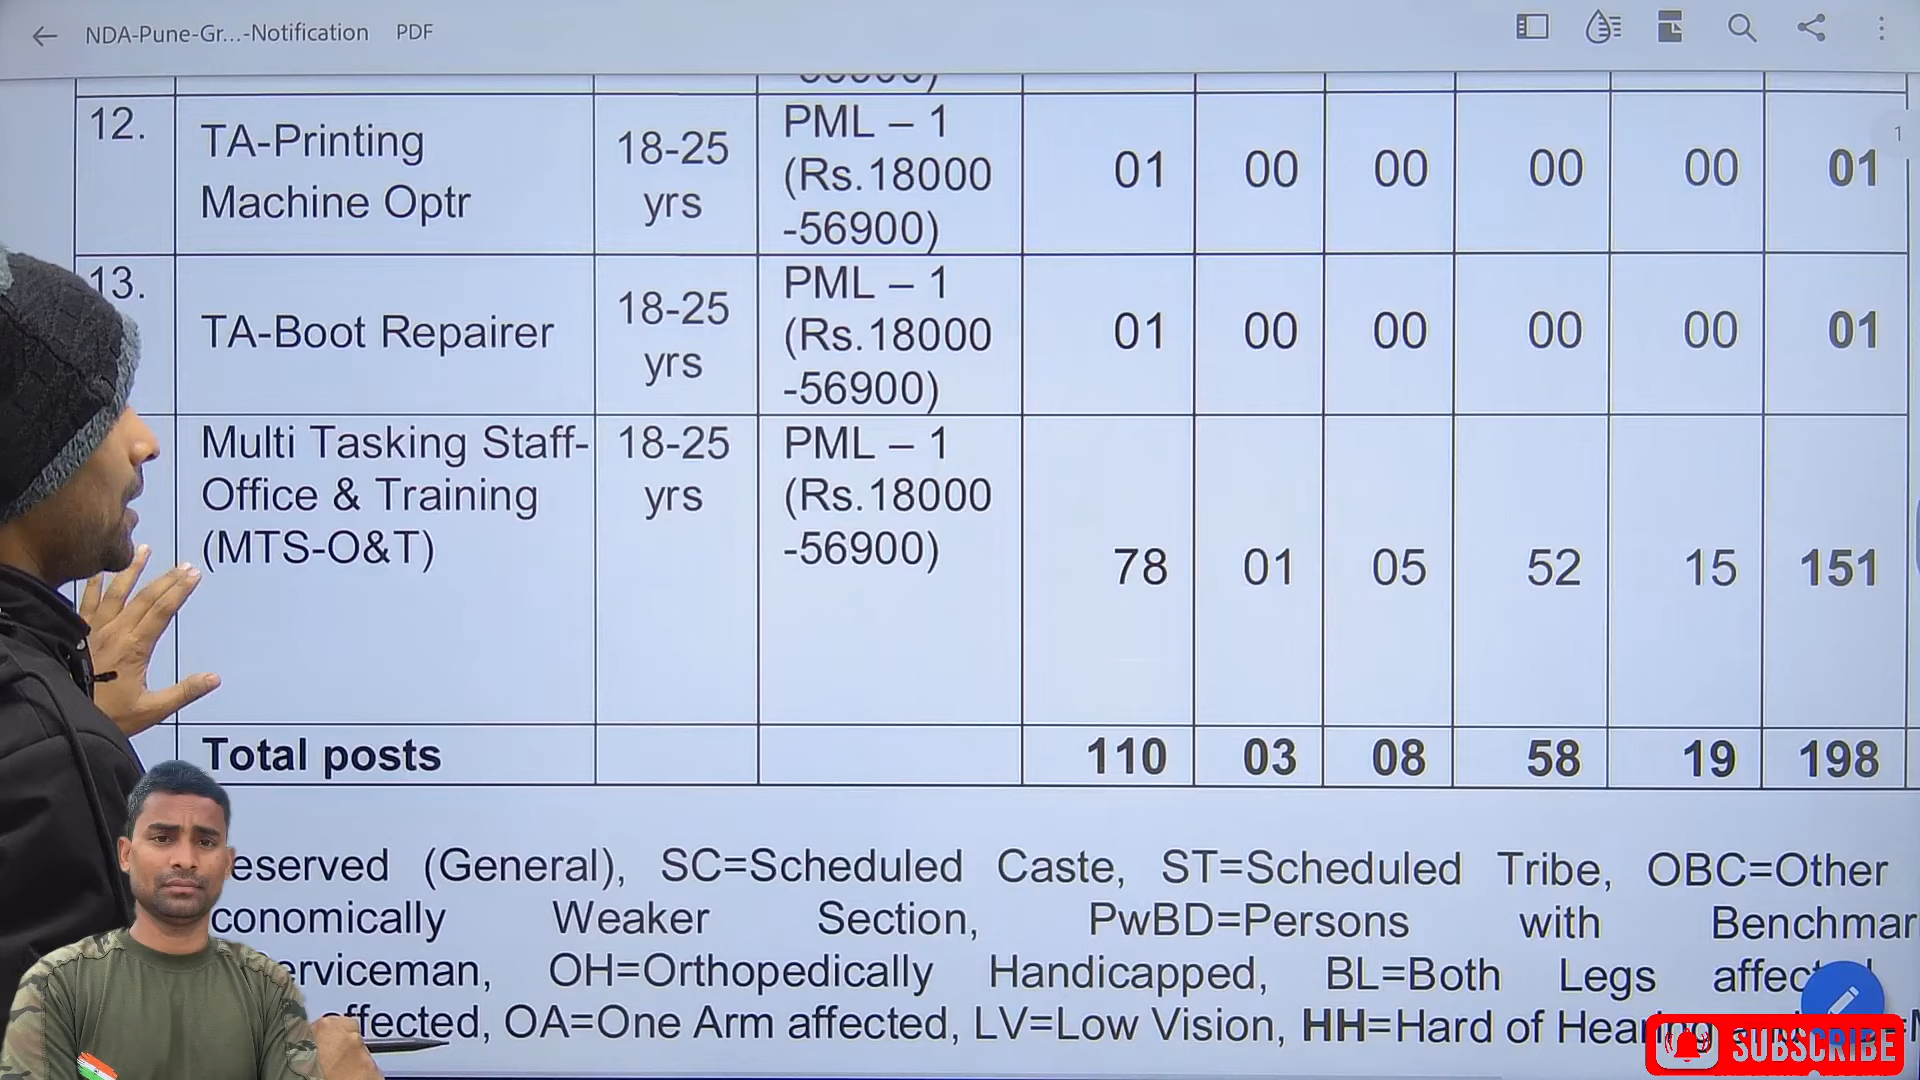 NDA-Pune-Gr...-Notification PDF
12. TA-Printing Machine Optr 18-25 yrs PML – 1 (Rs.18000 -56900) 01 00 00 00 00 01
1
13. TA-Boot Repairer 18-25 yrs PML – 1 (Rs.18000 -56900) 01 00 00 00 00 01
Multi Tasking Staff- Office & Training (MTS-O&T) 18-25 yrs PML – 1 (Rs.18000 -56900) 78 01 05 52 15 151
Total posts 110 03 08 58 19 198
eserved (General), SC=Scheduled Caste, ST=Scheduled Tribe, OBC=Other
conomically Weaker Section, PwBD=Persons with Benchmar
erviceman, OH=Orthopedically Handicapped, BL=Both Legs affec
ffected, OA=One Arm affected, LV=Low Vision, HH=Hard of Hearing
SUBSCRIBE